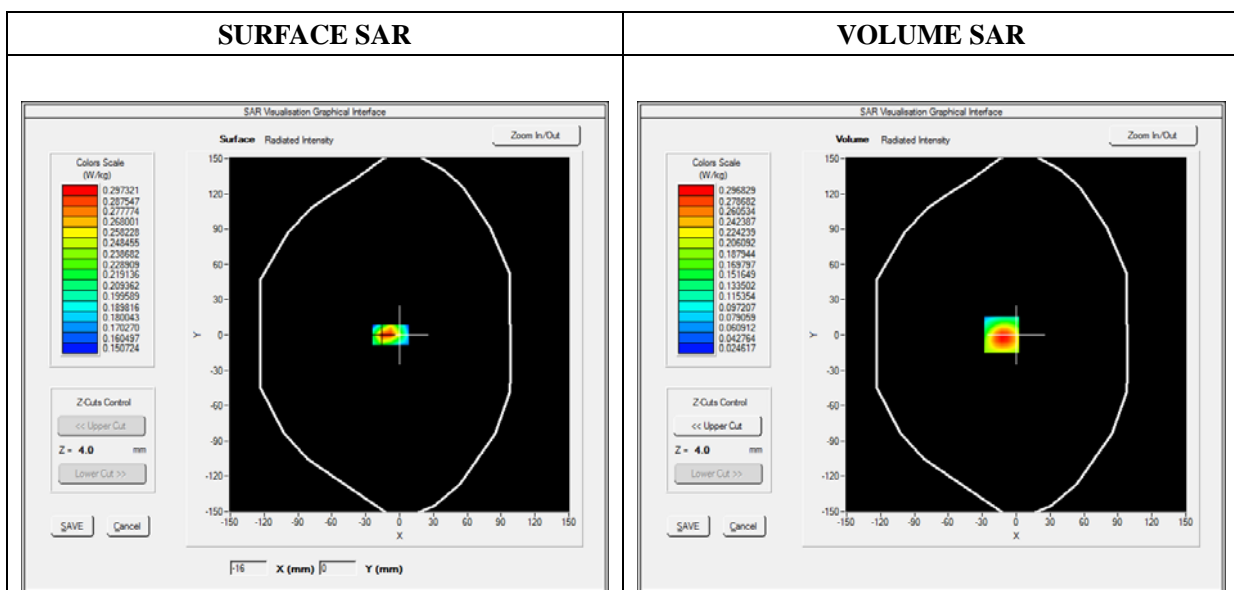 SURFACE SAR
SAR Visualisation Graphical Interface
Surface Radiated Intensity
Zoom In/Out
Colors Scale
(W/kg)
0.297321
0.287547
0.277774
0.268001
0.258228
0.248455
0.238682
0.228909
0.219136
0.209362
0.199589
0.189816
0.180043
0.170270
0.160497
0.150724
Z-Cuts Control
<< Upper Cut
Z = 4.0 mm
Lower Cut >>
SAVE Cancel
150
120
90
60
30
0
-30
-60
-90
-120
-150
Y
-150 -120 -90 -60 -30 0 30 60 90 120 150
X
-16 X (mm) 0 Y (mm)
VOLUME SAR
SAR Visualisation Graphical Interface
Volume Radiated Intensity
Zoom In/Out
Colors Scale
(W/kg)
0.296829
0.278682
0.260534
0.242387
0.224239
0.206092
0.187944
0.169797
0.151649
0.133502
0.115354
0.097207
0.079059
0.060912
0.042764
0.024617
Z-Cuts Control
<< Upper Cut
Z = 4.0 mm
Lower Cut >>
SAVE Cancel
150
120
90
60
30
0
-30
-60
-90
-120
-150
Y
-150 -120 -90 -60 -30 0 30 60 90 120 150
X